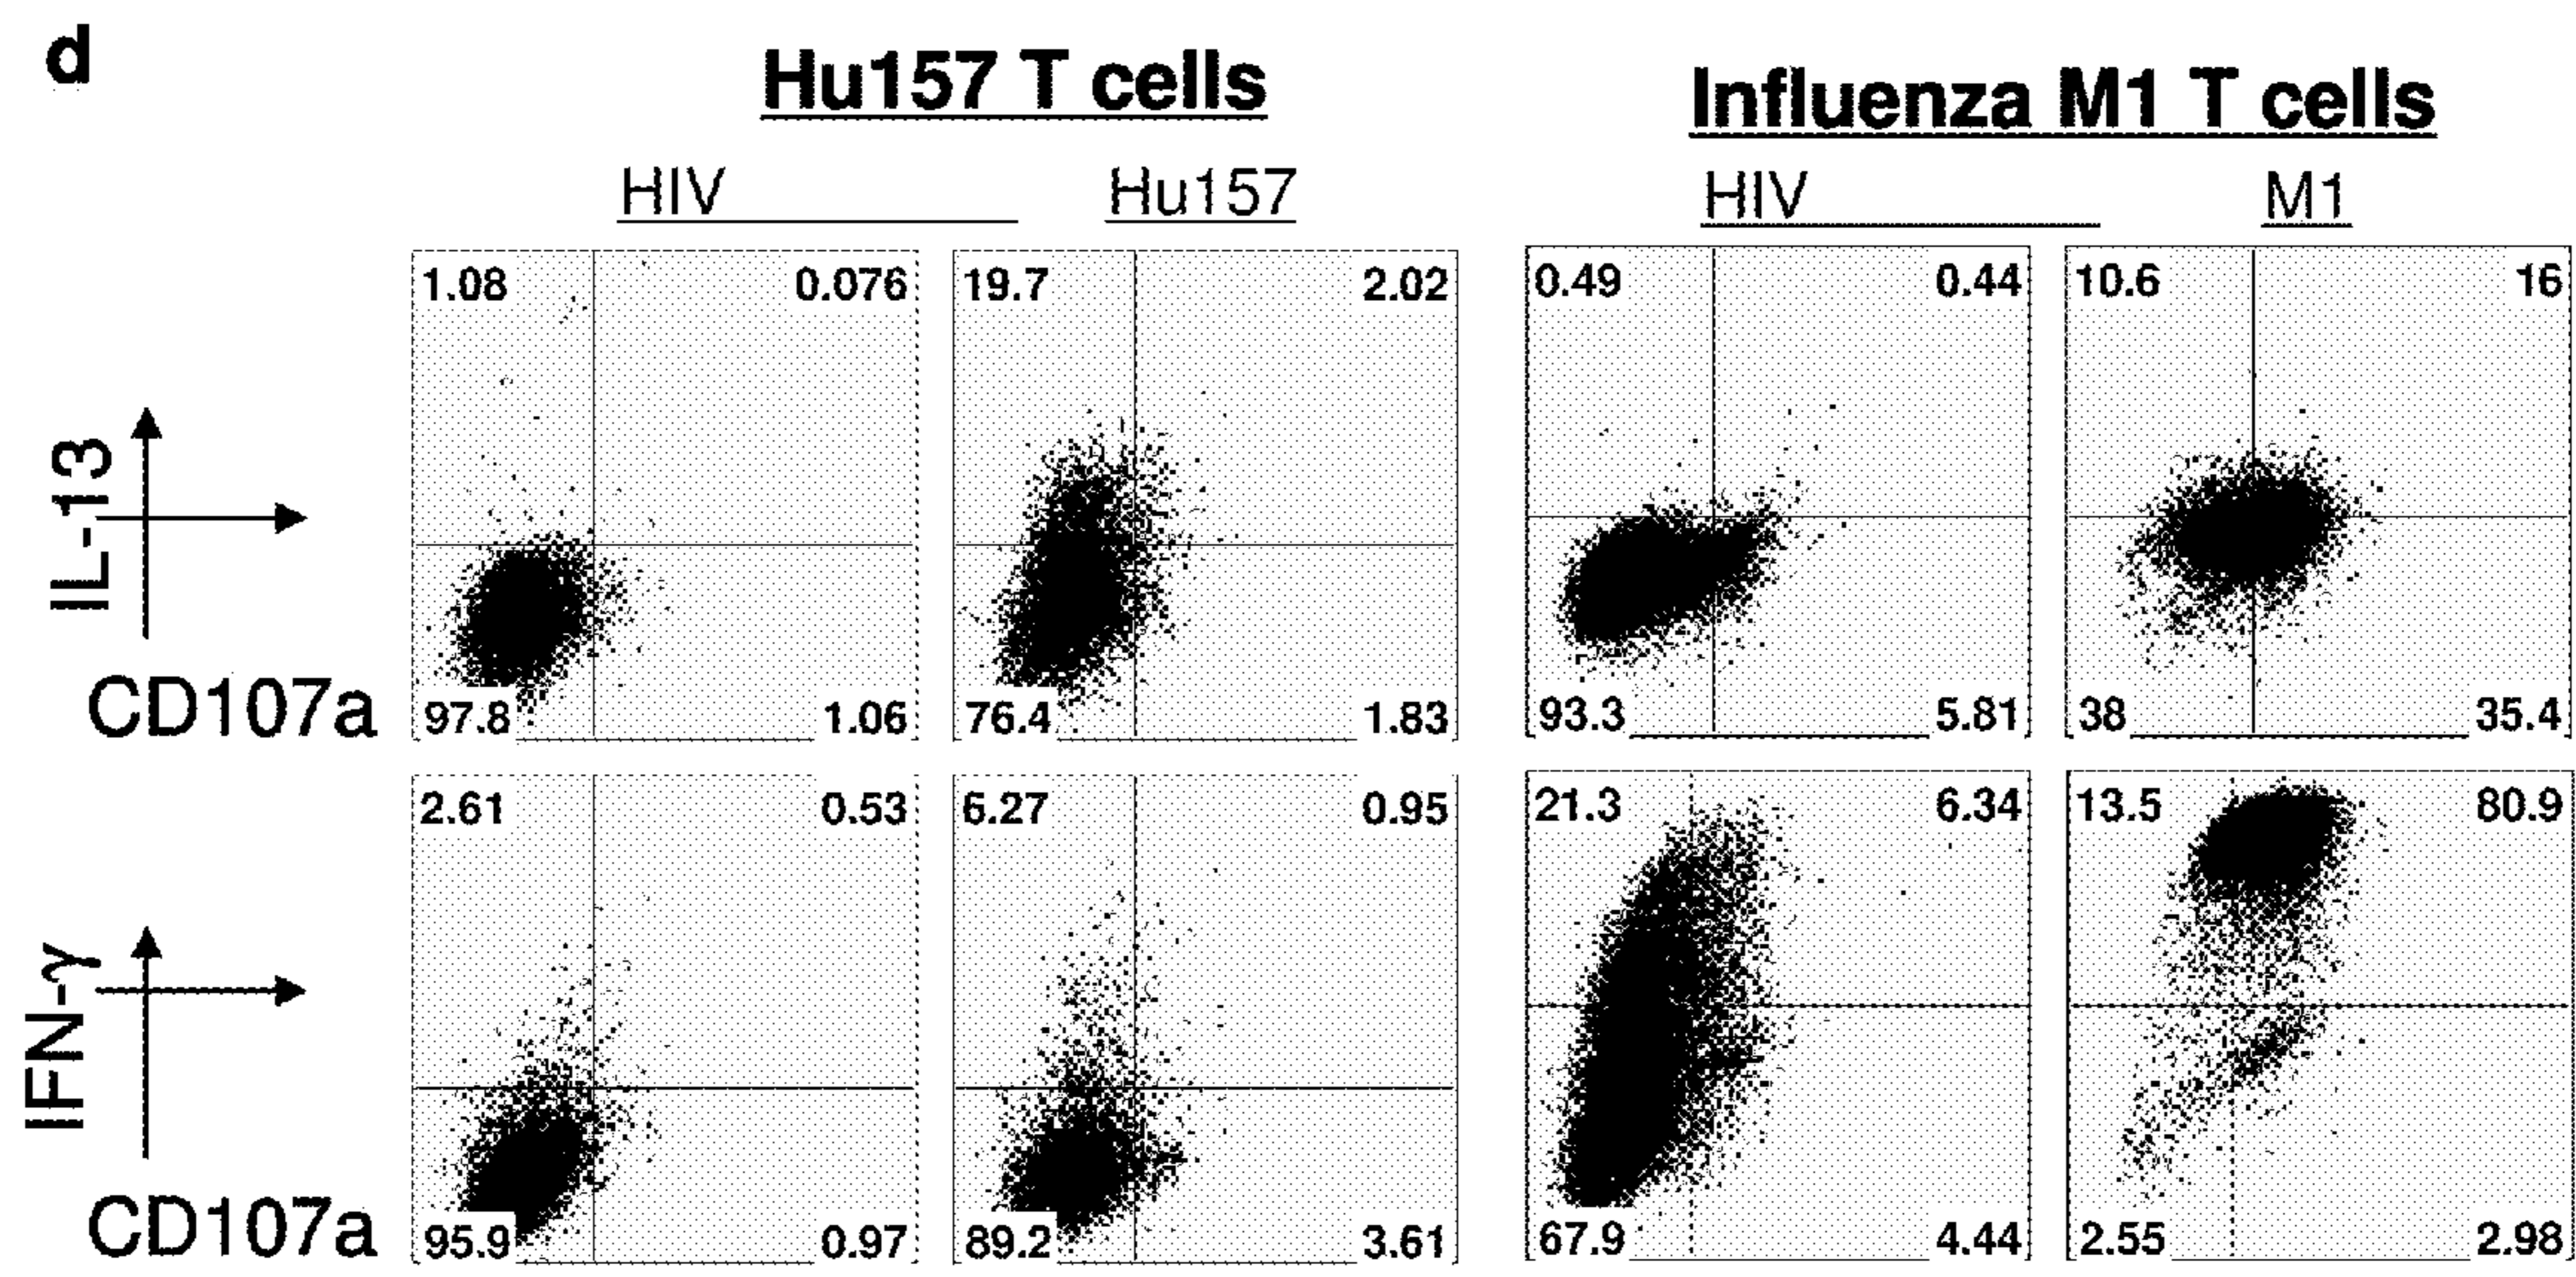 d
Hu157 T cells
Influenza M1 T cells
HIV
Hu157
HIV
M1
IL-13
CD107a
1.08
0.076
97.8
1.06
19.7
2.02
76.4
1.83
0.49
0.44
93.3
5.81
10.6
16
38
35.4
IFN-γ
CD107a
2.61
0.53
95.9
0.97
6.27
0.95
89.2
3.61
21.3
6.34
67.9
4.44
13.5
80.9
2.55
2.98